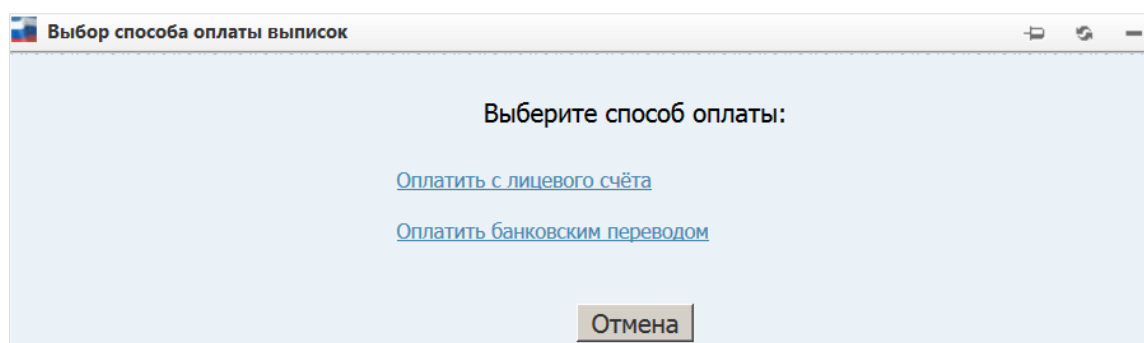 Выбор способа оплаты выписок
Выберите способ оплаты:
Оплатить с лицевого счёта
Оплатить банковским переводом
Отмена